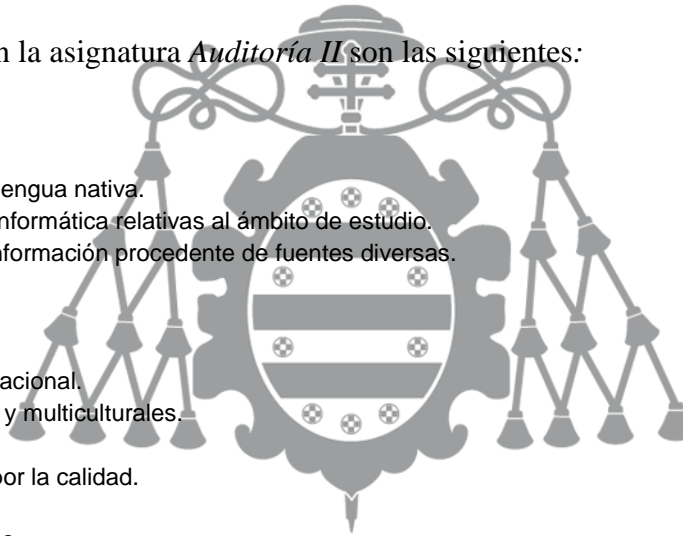 n la asignatura Auditoría II son las siguientes:
engua nativa.
nformática relativas al ámbito de estudio.
nformación procedente de fuentes diversas.
acional.
y multiculturales.
or la calidad.